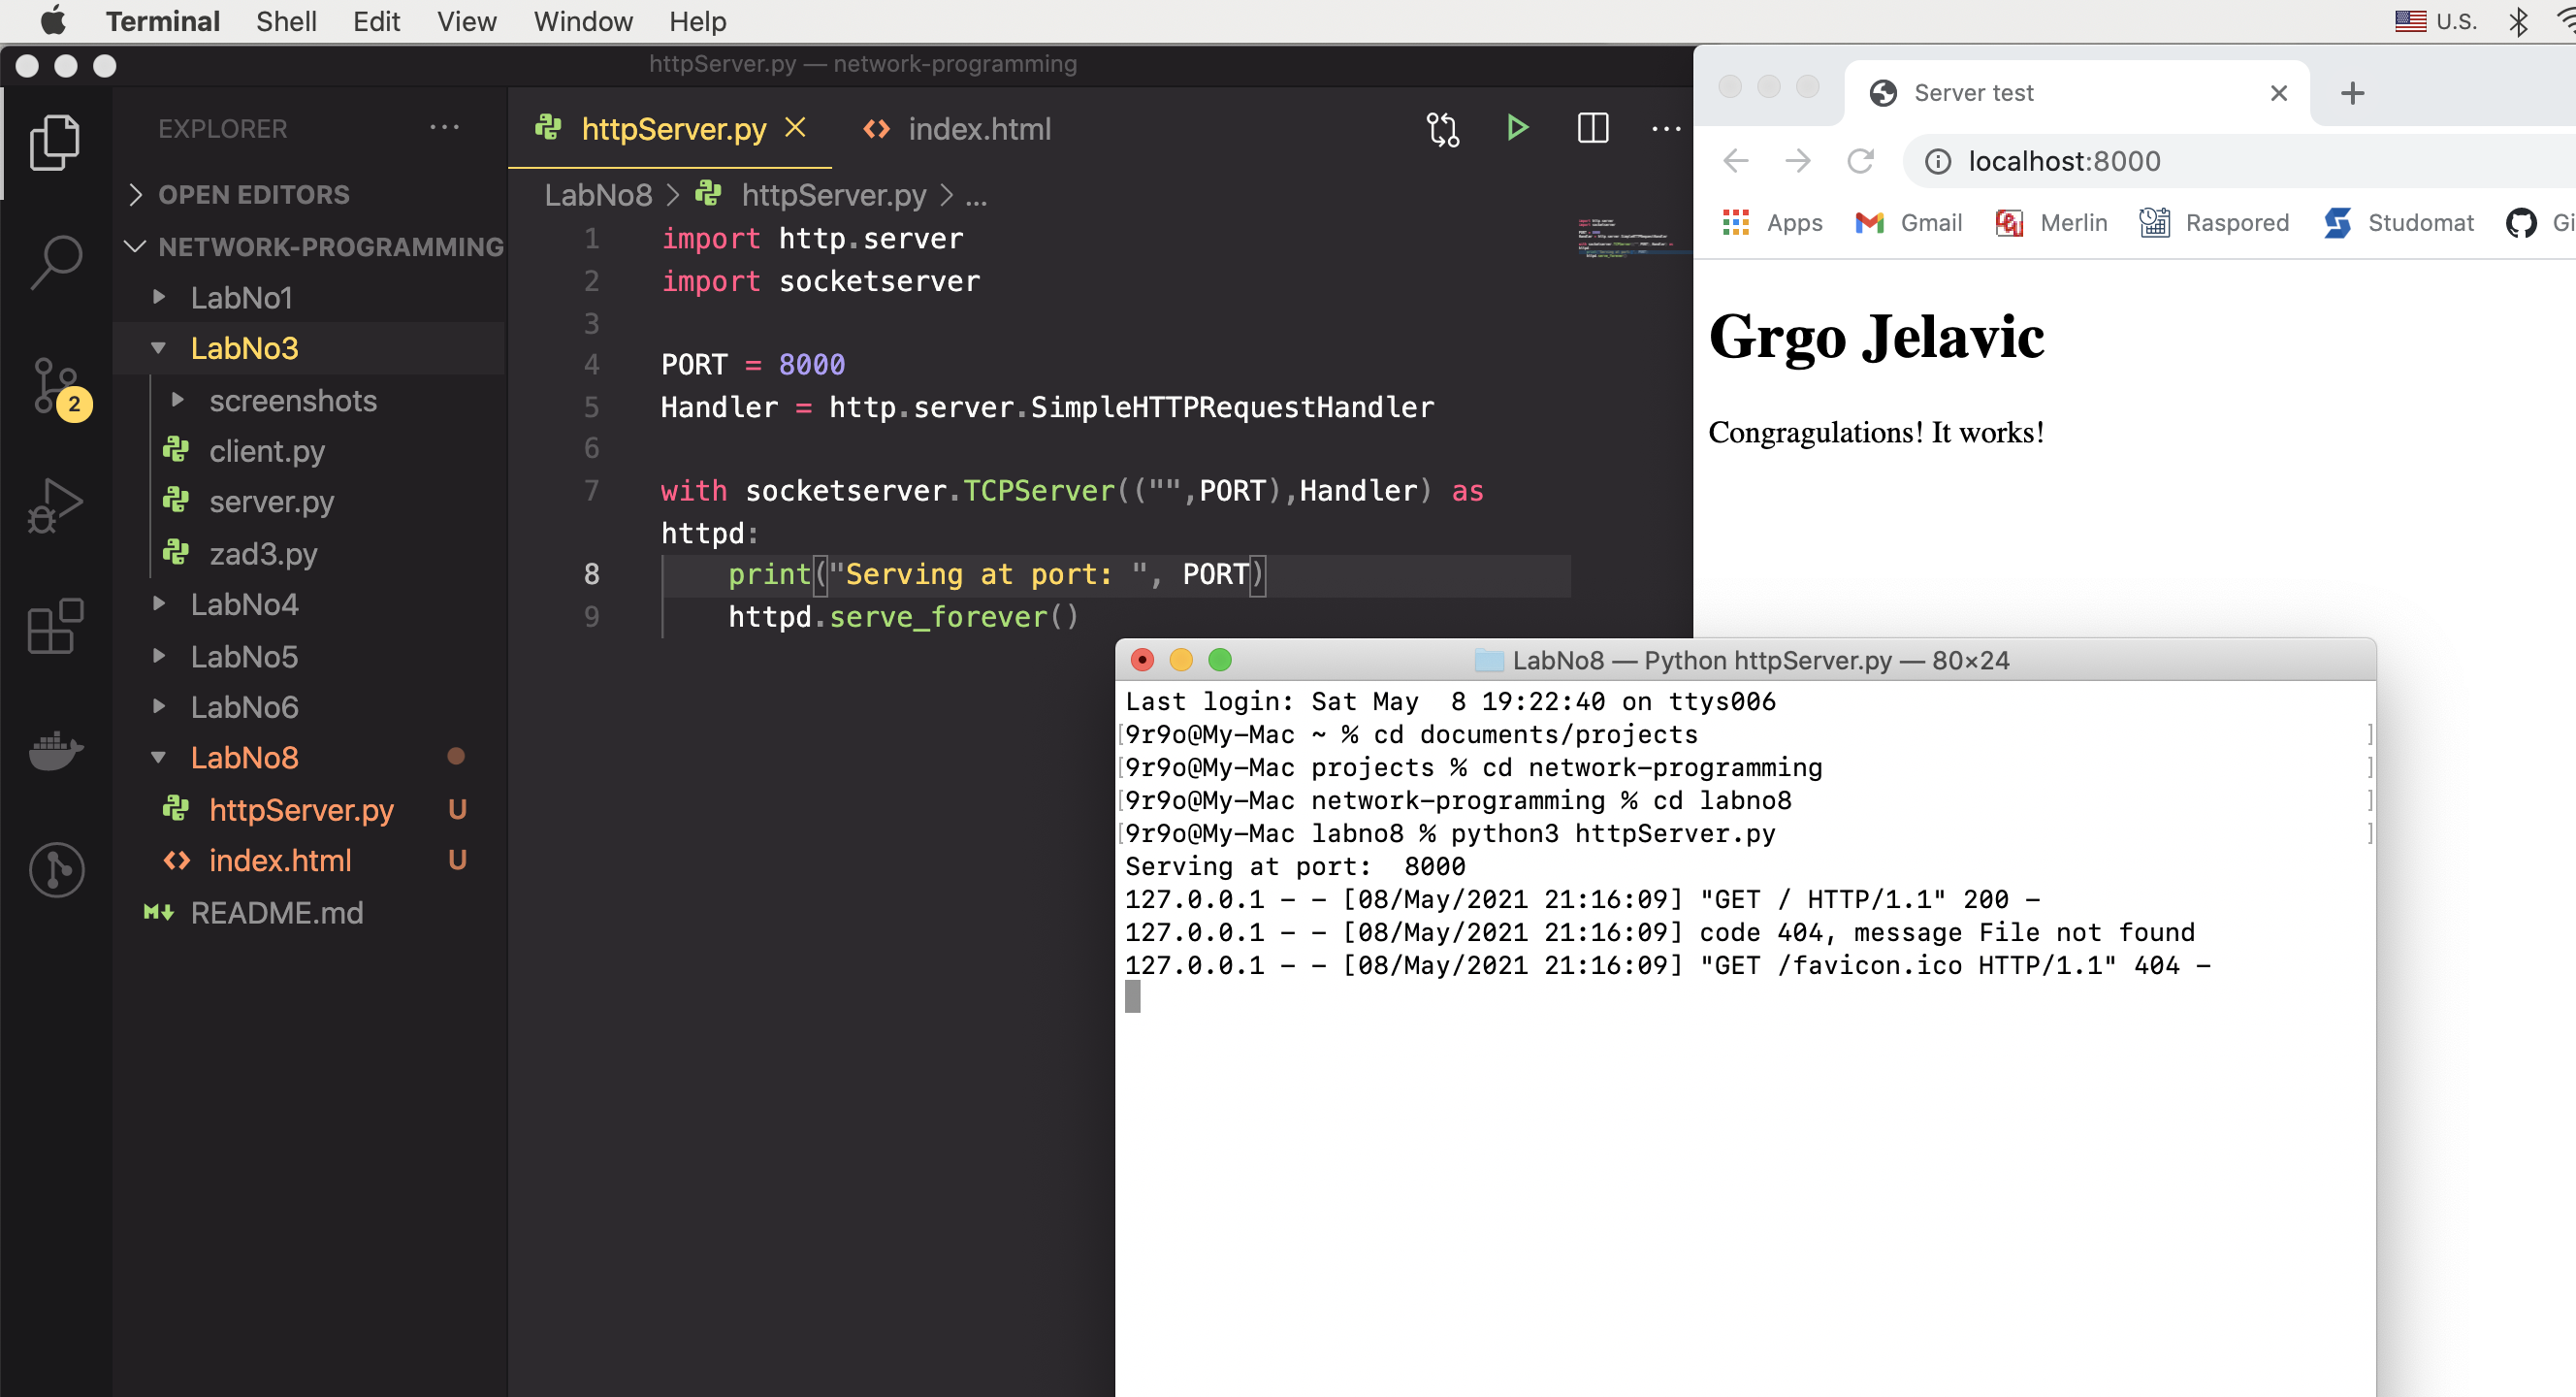 Terminal Shell Edit View Window Help
U.S.
httpServer.py — network-programming
EXPLORER
OPEN EDITORS
NETWORK-PROGRAMMING
LabNo1
LabNo3
screenshots
client.py
server.py
zad3.py
LabNo4
LabNo5
LabNo6
LabNo8
httpServer.py U
index.html U
README.md
2
httpServer.py index.html
LabNo8 > httpServer.py > ...
1 import http.server
2 import socketserver
3
4 PORT = 8000
5 Handler = http.server.SimpleHTTPRequestHandler
6
7 with socketserver.TCPServer(("",PORT),Handler) as
httpd:
8 print("Serving at port: ", PORT)
9 httpd.serve_forever()
Server test
localhost:8000
Apps Gmail Merlin Raspored Studomat Gi
Grgo Jelavic
Congragulations! It works!
LabNo8 — Python httpServer.py — 80×24
Last login: Sat May  8 19:22:40 on ttys006
[9r9o@My-Mac ~ % cd documents/projects ]
[9r9o@My-Mac projects % cd network-programming ]
[9r9o@My-Mac network-programming % cd labno8 ]
[9r9o@My-Mac labno8 % python3 httpServer.py ]
Serving at port:  8000
127.0.0.1 - - [08/May/2021 21:16:09] "GET / HTTP/1.1" 200 -
127.0.0.1 - - [08/May/2021 21:16:09] code 404, message File not found
127.0.0.1 - - [08/May/2021 21:16:09] "GET /favicon.ico HTTP/1.1" 404 -